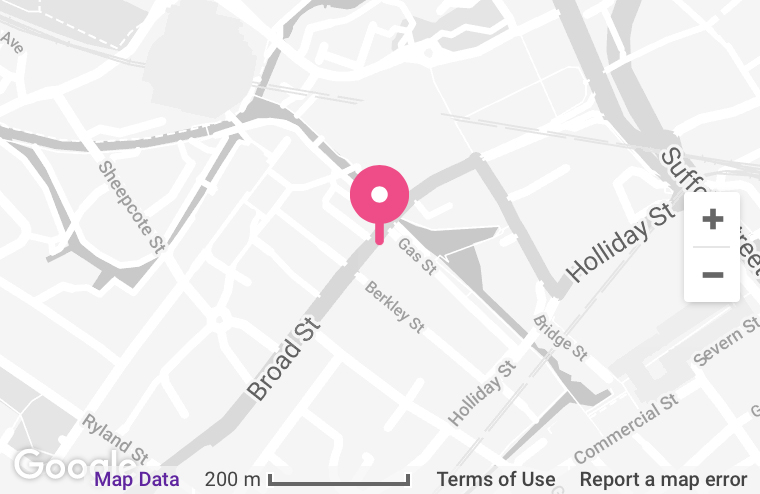 Ave
Sheepcote St
Suffo
treet
Holliday St
+
−
Gas St
Berkley St
Bridge St
Severn St
Broad St
Holliday St
Ryland St
Commercial St
G
Google
Map Data
200 m
Terms of Use
Report a map error